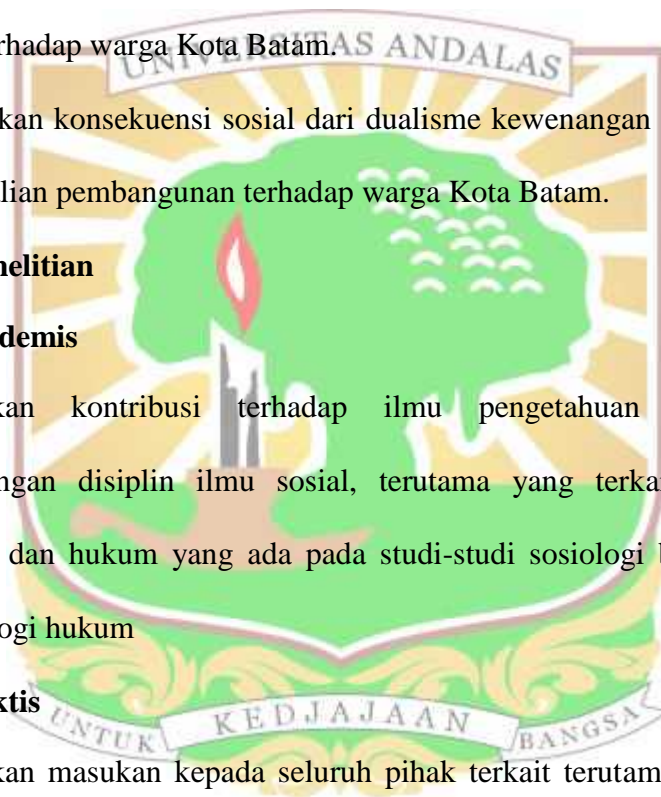 rhadap warga Kota Batam.
UNIVERSITAS ANDALAS
kan konsekuensi sosial dari dualisme kewenangan
lian pembangunan terhadap warga Kota Batam.
nelitian
demis
kan kontribusi terhadap ilmu pengetahuan
ngan disiplin ilmu sosial, terutama yang terka
dan hukum yang ada pada studi-studi sosiologi
ogi hukum
ktis
UNTUK KEDJAJAAN BANGSA
kan masukan kepada seluruh pihak terkait terutam